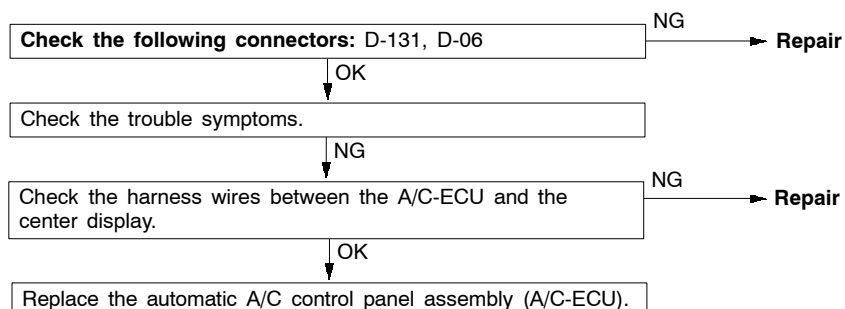 NG
Check the following connectors: D-131, D-06
Repair
OK
Check the trouble symptoms.
NG
Check the harness wires between the A/C-ECU and the
center display.
NG
Repair
OK
Replace the automatic A/C control panel assembly (A/C-ECU).